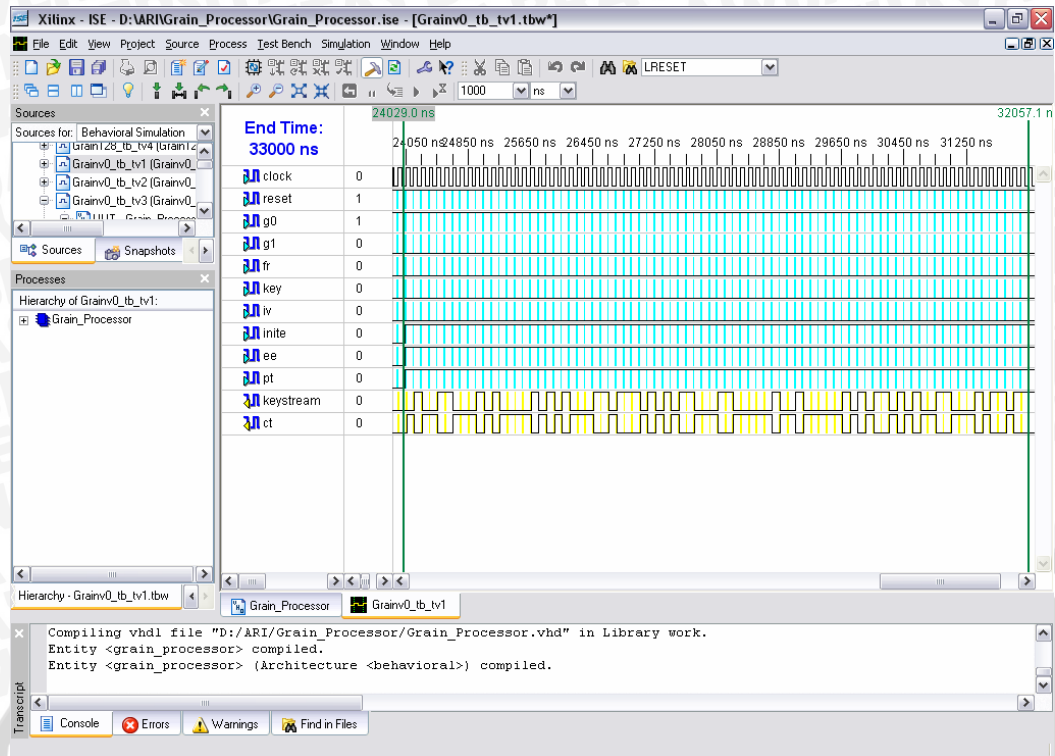 Xilinx - ISE - D:\ARI\Grain_Processor\Grain_Processor.ise - [Grainv0_tb_tv1.tbw*]
File Edit View Project Source Process Test Bench Simulation Window Help
LRESET
1000 ns
Sources
Sources for: Behavioral Simulation
Grain128_tb_tv4 (Grain12
Grainv0_tb_tv1 (Grainv0_
Grainv0_tb_tv2 (Grainv0_
Grainv0_tb_tv3 (Grainv0_
UUT - Grain_Process
Sources Snapshots
Processes
Hierarchy of Grainv0_tb_tv1:
Grain_Processor
Hierarchy - Grainv0_tb_tv1.tbw
24029.0 ns 32057.1 n
End Time:
33000 ns
24050 ns 24850 ns 25650 ns 26450 ns 27250 ns 28050 ns 28850 ns 29650 ns 30450 ns 31250 ns
clock 0
reset 1
g0 1
g1 0
fr 0
key 0
iv 0
inite 0
ee 0
pt 0
keystream 0
ct 0
Grain_Processor Grainv0_tb_tv1
Compiling vhdl file "D:/ARI/Grain_Processor/Grain_Processor.vhd" in Library work.
Entity <grain_processor> compiled.
Entity <grain_processor> (Architecture <behavioral>) compiled.
Transcript
Console Errors Warnings Find in Files